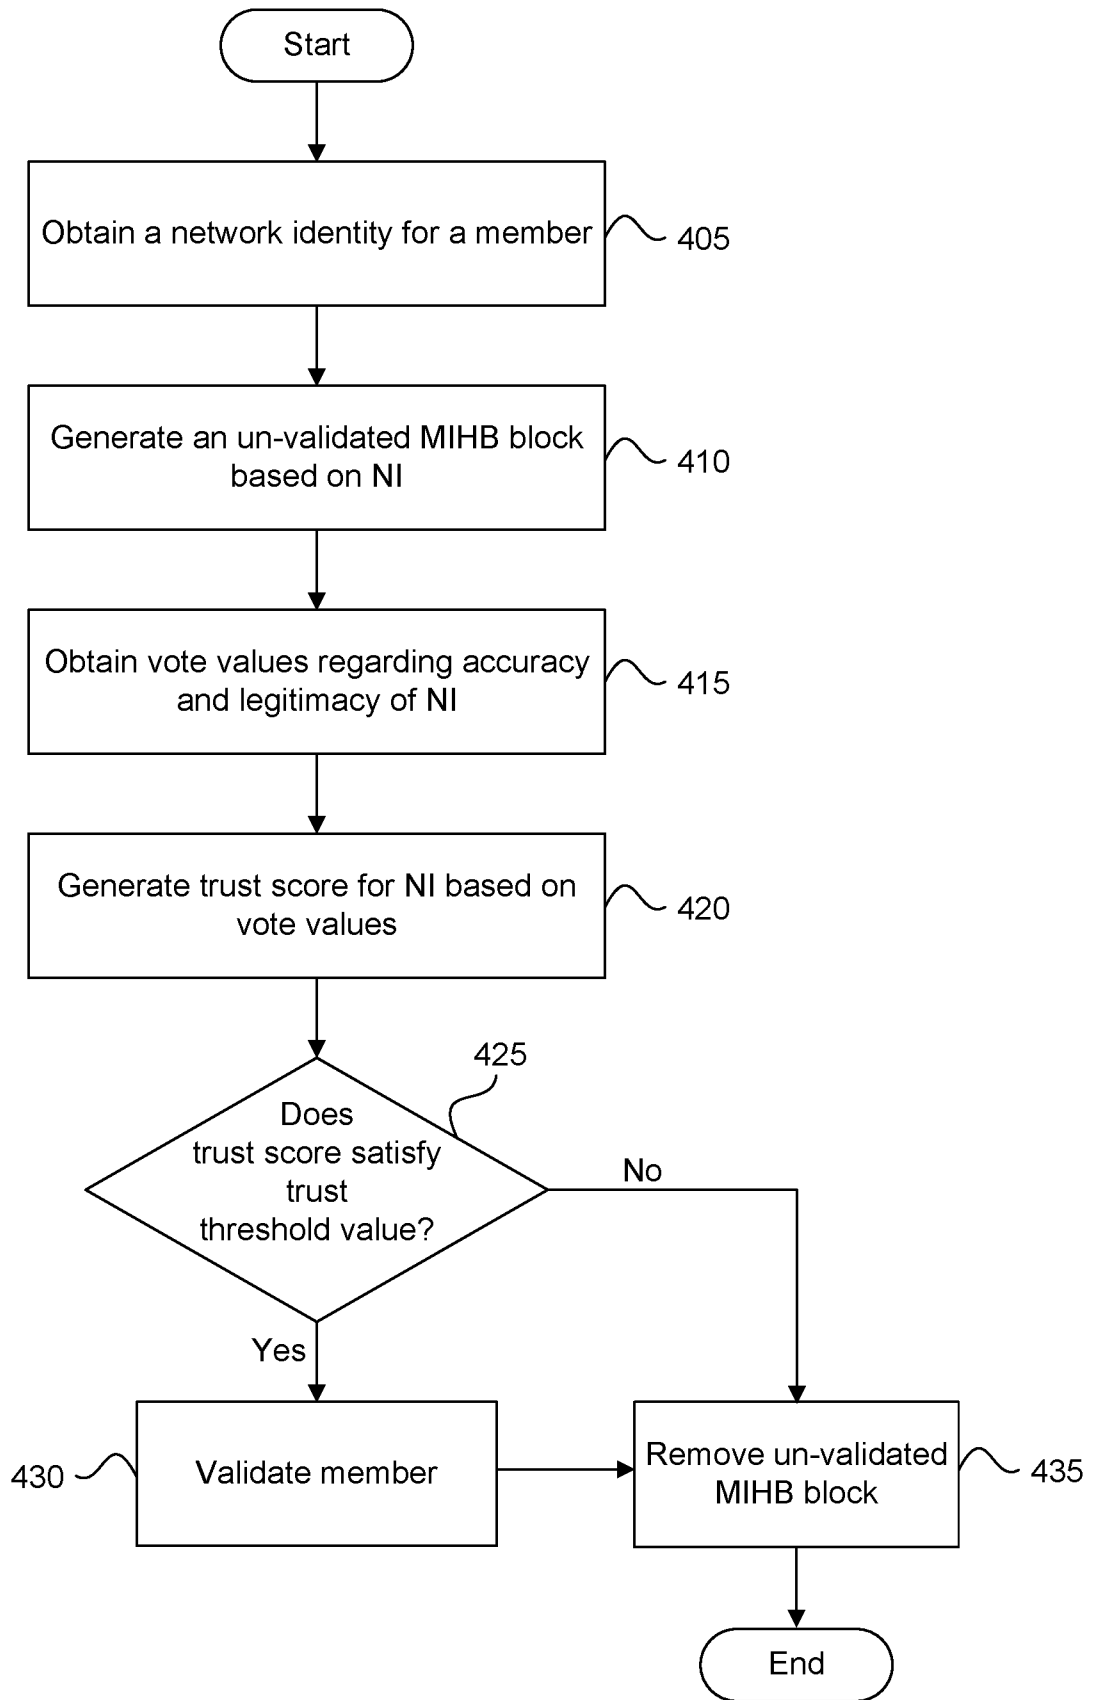 Start
Obtain a network identity for a member
405
Generate an un-validated MIHB block
based on NI
410
Obtain vote values regarding accuracy
and legitimacy of NI
415
Generate trust score for NI based on
vote values
420
425
Does
trust score satisfy
trust
threshold value?
No
Yes
430
Validate member
Remove un-validated
MIHB block
435
End